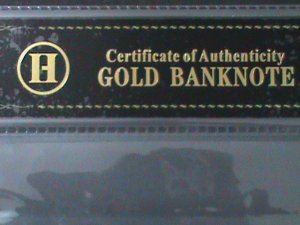 H
Certificate of Authenticity
GOLD BANKNOTE